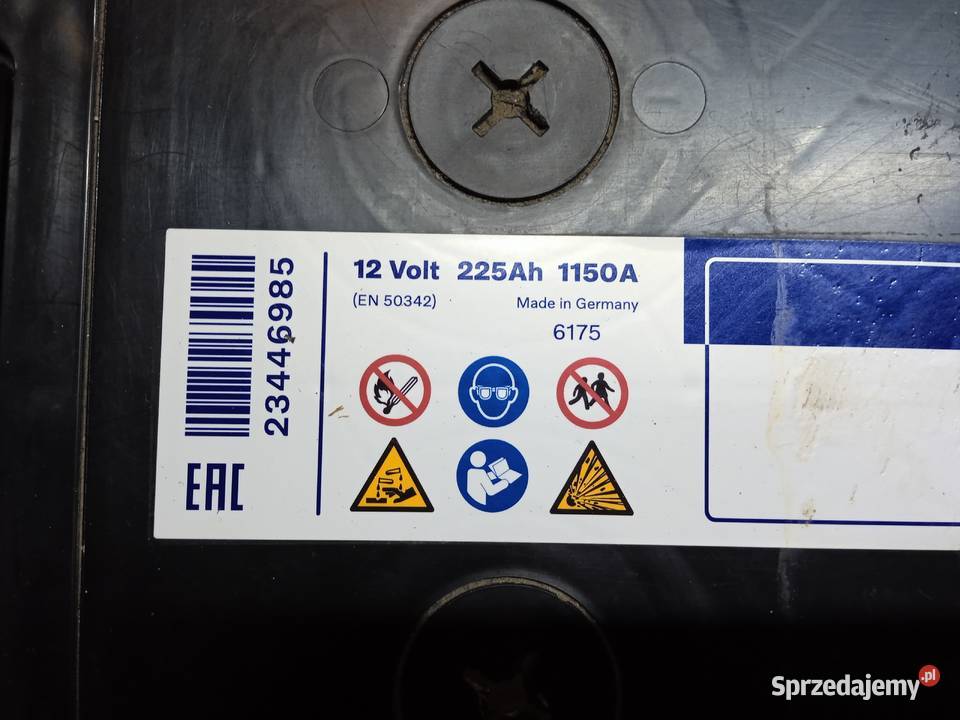 23446985
EAC
12 Volt 225Ah 1150A
(EN 50342) Made in Germany
6175
Sprzedajemy.pl